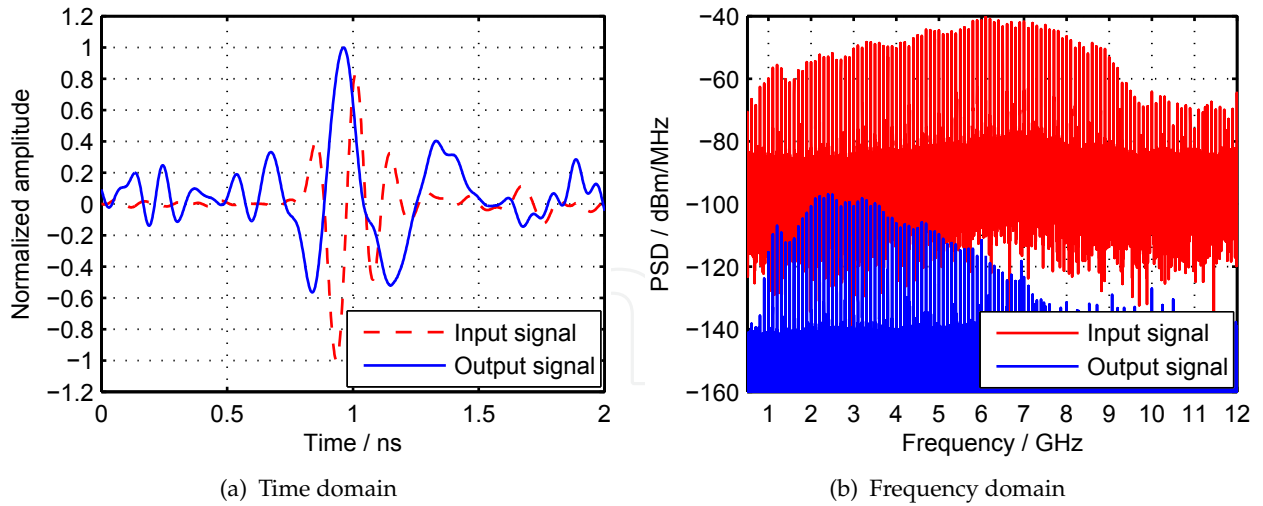 1.2
1
0.8
0.6
0.4
0.2
0
−0.2
−0.4
−0.6
−0.8
−1
−1.2
Normalized amplitude
0 0.5 1 1.5 2
Time / ns
Input signal
Output signal
(a) Time domain
−40
−60
−80
−100
−120
−140
−160
PSD / dBm/MHz
1 2 3 4 5 6 7 8 9 10 11 12
Frequency / GHz
Input signal
Output signal
(b) Frequency domain